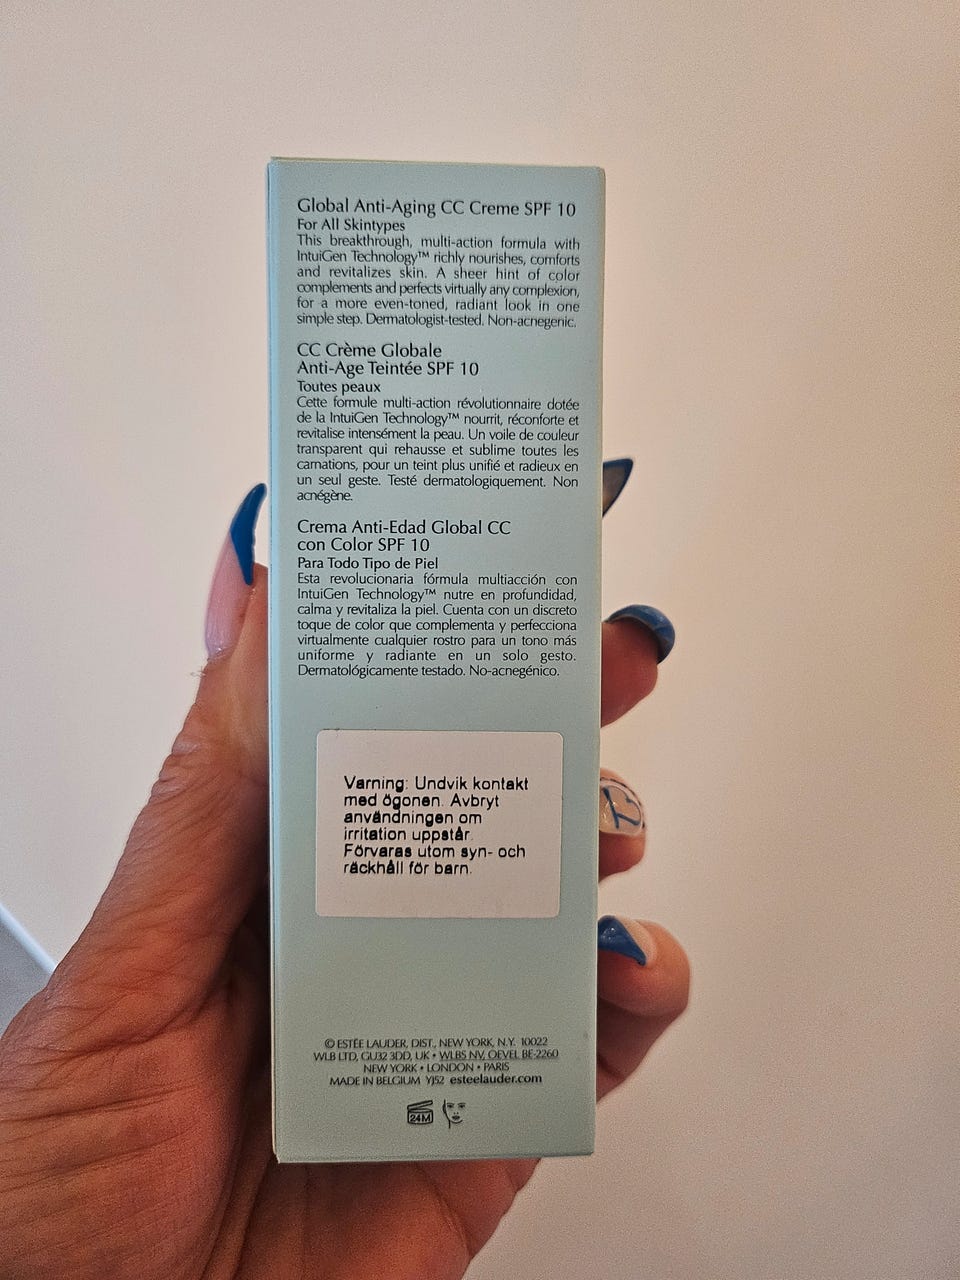 Global Anti-Aging CC Creme SPF 10
For All Skintypes
This breakthrough, multi-action formula with
IntuiGen Technology™ richly nourishes, comforts
and revitalizes skin. A sheer hint of color
complements and perfects virtually any complexion,
for a more even-toned, radiant look in one
simple step. Dermatologist-tested. Non-acnegenic.
CC Crème Globale
Anti-Age Teintée SPF 10
Toutes peaux
Cette formule multi-action révolutionnaire dotée
de la IntuiGen Technology™ nourrit, réconforte et
revitalise intensément la peau. Un voile de couleur
transparent qui rehausse et sublime toutes les
carnations, pour un teint plus unifié et radieux en
un seul geste. Testé dermatologiquement. Non
acnégène.
Crema Anti-Edad Global CC
con Color SPF 10
Para Todo Tipo de Piel
Esta revolucionaria fórmula multiacción con
IntuiGen Technology™ nutre en profundidad,
calma y revitaliza la piel. Cuenta con un discreto
toque de color que complementa y perfecciona
virtualmente cualquier rostro para un tono más
uniforme y radiante en un solo gesto.
Dermatológicamente testado. No-acnegénico.
Varning: Undvik kontakt
med ögonen. Avbryt
användningen om
irritation uppstår.
Förvaras utom syn- och
räckhåll för barn.
© ESTÉE LAUDER, DIST., NEW YORK, N.Y. 10022
WLB LTD, GU32 3DD, UK • WLBS NV, OEVEL BE-2260
NEW YORK • LONDON • PARIS
MADE IN BELGIUM YJ52 esteelauder.com
24M